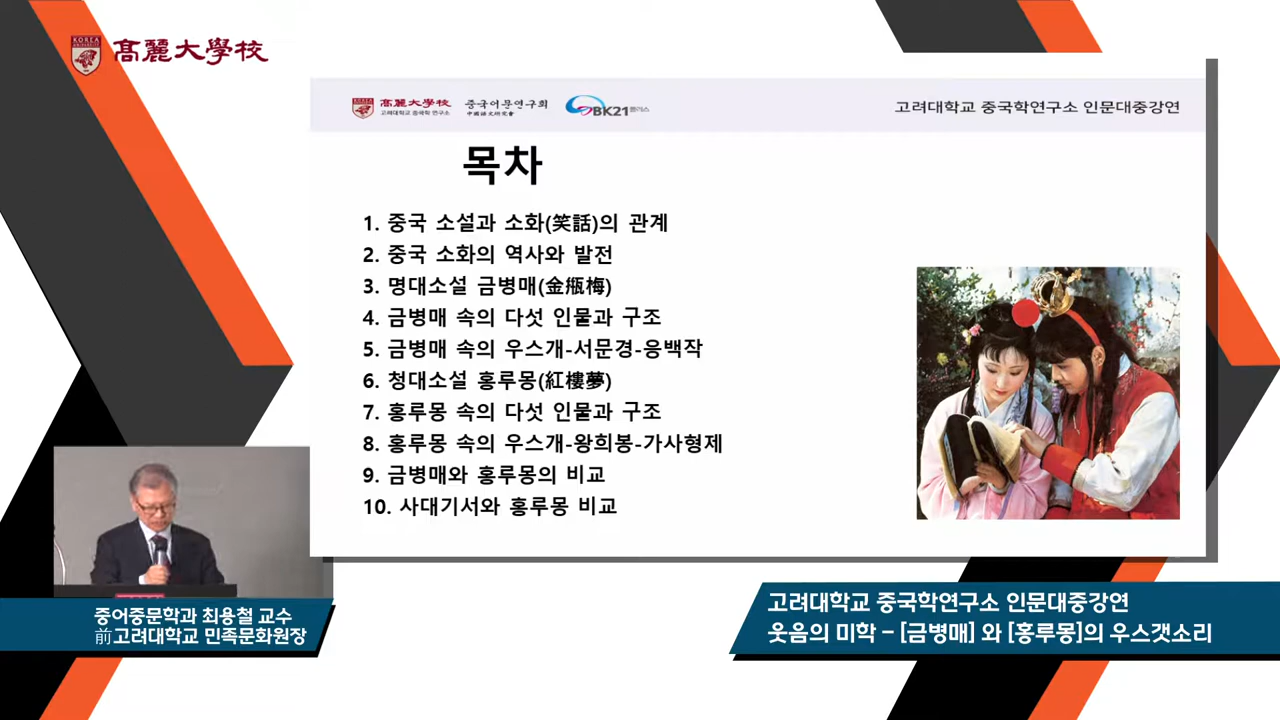 KOREA
UNIVERSITY
高麗大學校
高麗大學校
고려대학교 중국학 연구소
중국어문연구회
中國語文研究會
BK21플러스
고려대학교 중국학연구소 인문대중강연
목차
1. 중국 소설과 소화(笑話)의 관계
2. 중국 소화의 역사와 발전
3. 명대소설 금병매(金甁梅)
4. 금병매 속의 다섯 인물과 구조
5. 금병매 속의 우스개-서문경-응백작
6. 청대소설 홍루몽(紅樓夢)
7. 홍루몽 속의 다섯 인물과 구조
8. 홍루몽 속의 우스개-왕희봉-가사형제
9. 금병매와 홍루몽의 비교
10. 사대기서와 홍루몽 비교
중어중문학과 최용철 교수
前고려대학교 민족문화원장
고려대학교 중국학연구소 인문대중강연
웃음의 미학 – [금병매] 와 [홍루몽]의 우스갯소리